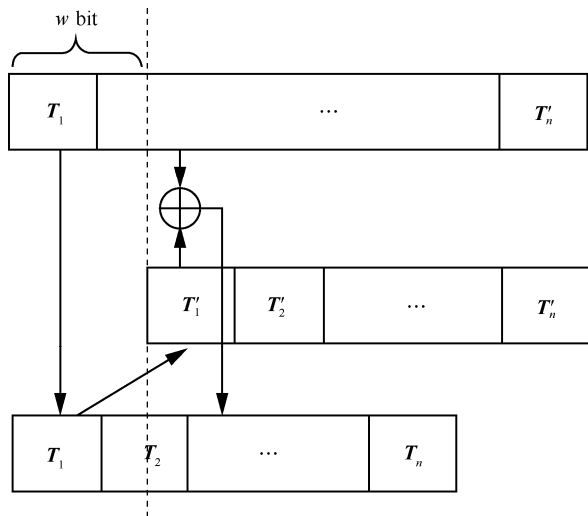 w bit
T₁ ... T′ₙ
T′₁ T′₂ ... T′ₙ
T₁ T₂ ... Tₙ